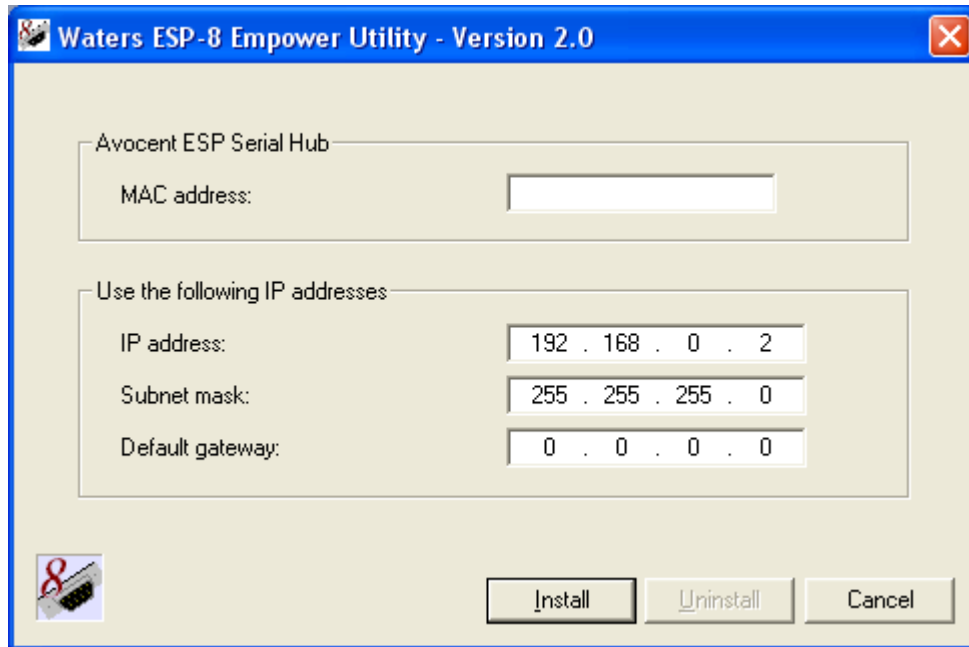 Waters ESP-8 Empower Utility - Version 2.0
Avocent ESP Serial Hub
MAC address:
Use the following IP addresses
IP address: 192 . 168 . 0 . 2
Subnet mask: 255 . 255 . 255 . 0
Default gateway: 0 . 0 . 0 . 0
8
Install Uninstall Cancel